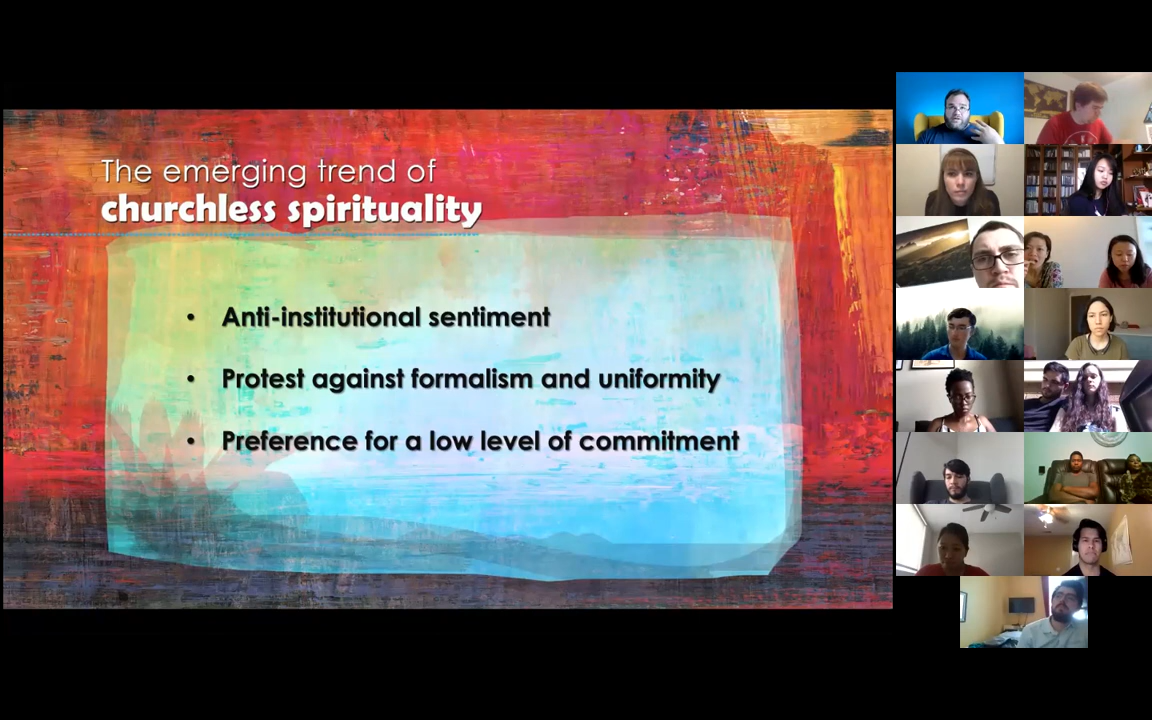 The emerging trend of
churchless spirituality
• Anti-institutional sentiment
• Protest against formalism and uniformity
• Preference for a low level of commitment